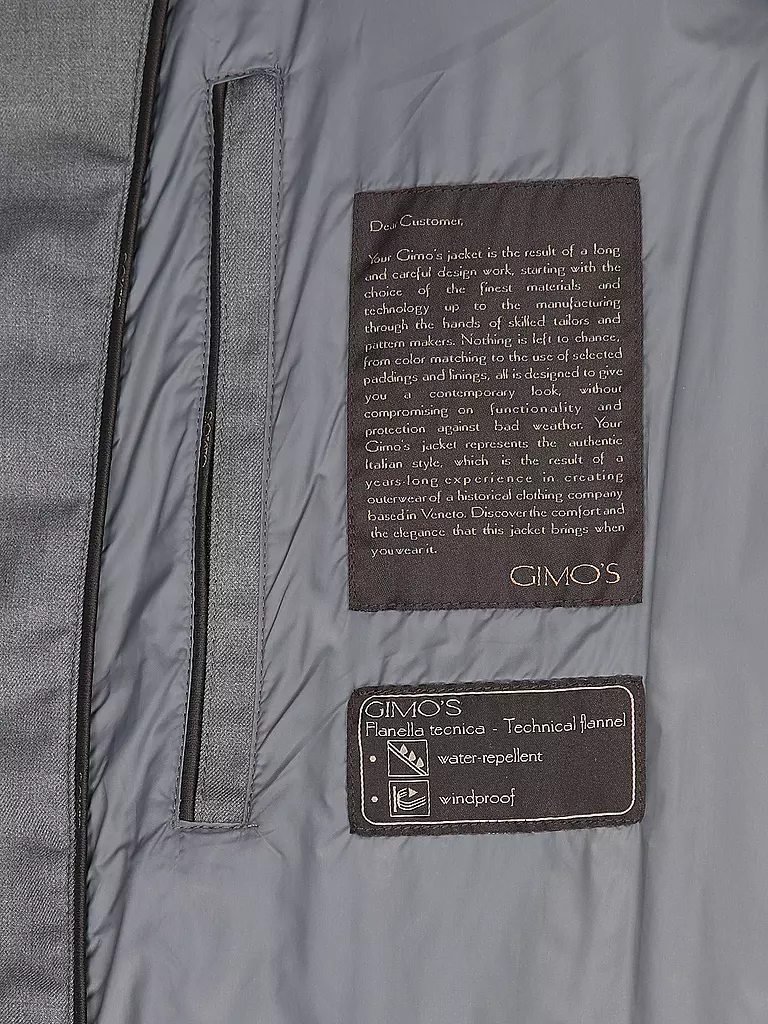 Dear Customer,
Your Gimo's jacket is the result of a long
and careful design work, starting with the
choice of the finest materials and
technology up to the manufacturing
through the hands of skilled tailors and
pattern makers. Nothing is left to chance,
from color matching to the use of selected
paddings and linings, all is designed to give
you a contemporary look, without
compromising on functionality and
protection against bad weather. Your
Gimo's jacket represents the authentic
Italian style, which is the result of a
years-long experience in creating
outerwear of a historical clothing company
based in Veneto. Discover the comfort and
the elegance that this jacket brings when
you wear it.
GIMO'S
GIMO'S
Flanella tecnica - Technical flannel
• water-repellent
• windproof